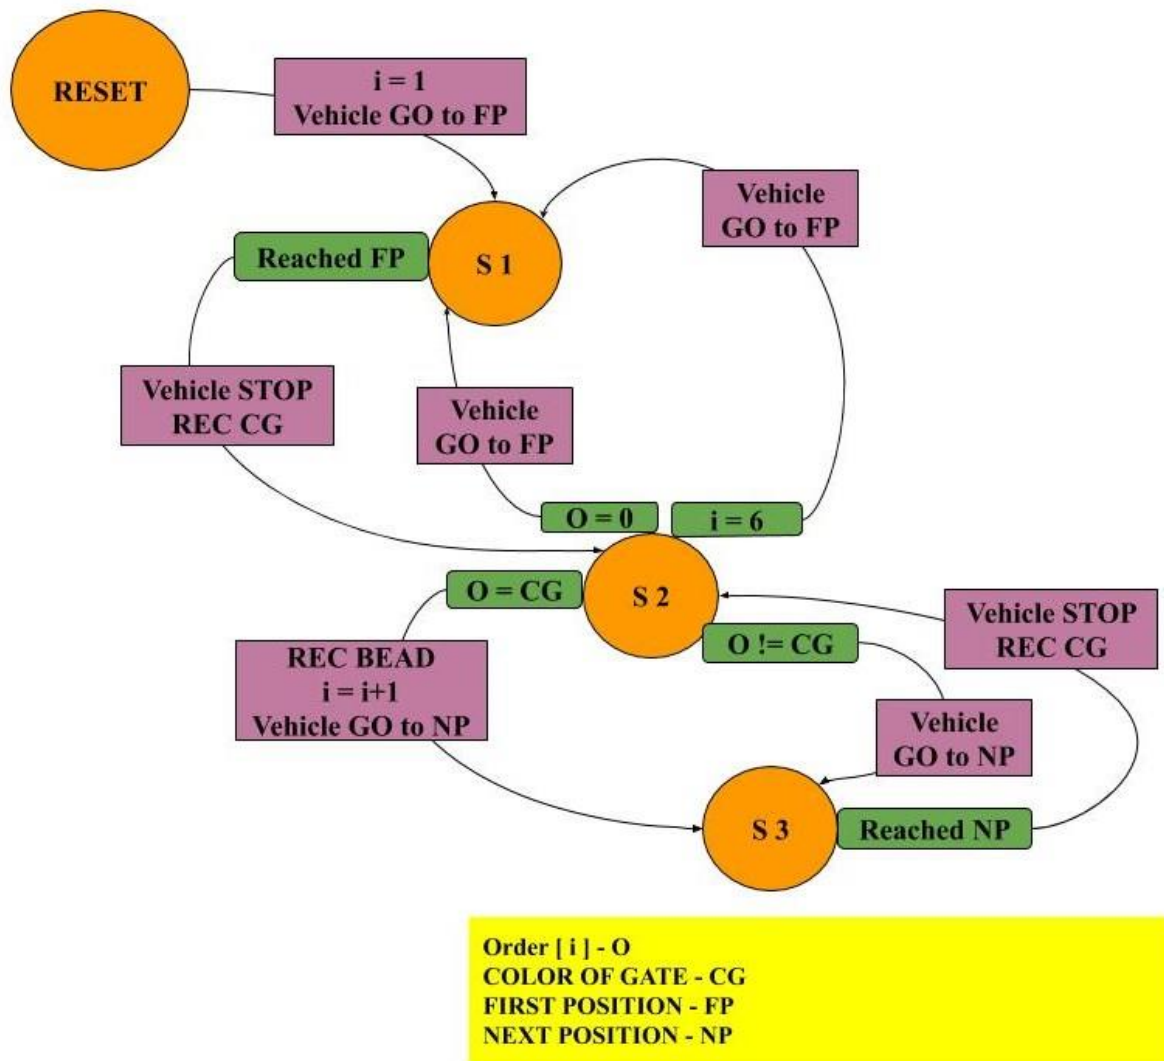 RESET
i = 1
Vehicle GO to FP
Vehicle
GO to FP
Reached FP
S 1
Vehicle STOP
REC CG
Vehicle
GO to FP
O = 0
i = 6
O = CG
S 2
Vehicle STOP
REC CG
O != CG
REC BEAD
i = i+1
Vehicle GO to NP
Vehicle
GO to NP
S 3
Reached NP
Order [ i ] - O
COLOR OF GATE - CG
FIRST POSITION - FP
NEXT POSITION - NP